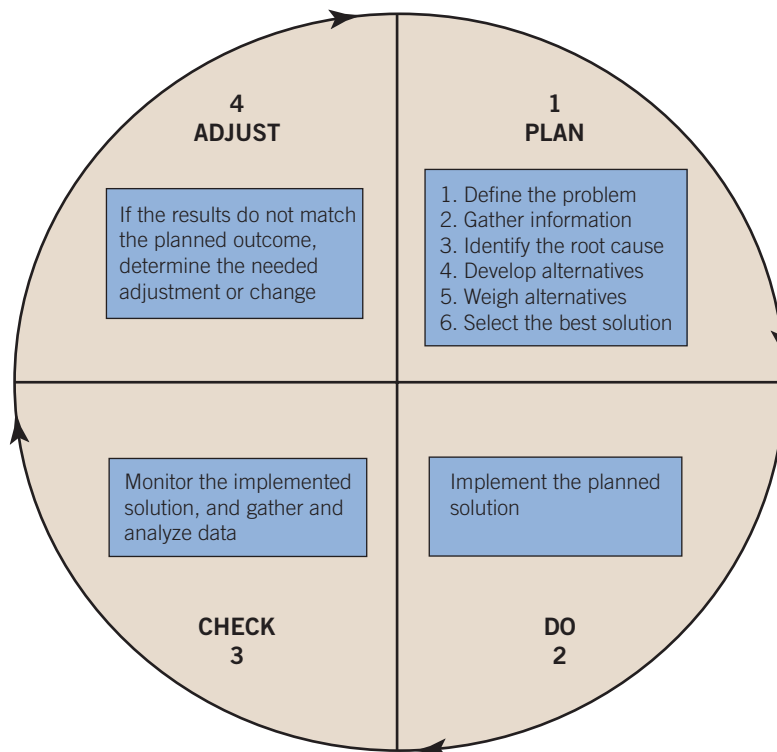 4
ADJUST
If the results do not match
the planned outcome,
determine the needed
adjustment or change
1
PLAN
1. Define the problem
2. Gather information
3. Identify the root cause
4. Develop alternatives
5. Weigh alternatives
6. Select the best solution
Monitor the implemented
solution, and gather and
analyze data
CHECK
3
Implement the planned
solution
DO
2